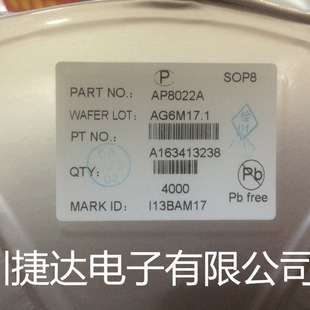 P
SOP8
PART NO.: AP8022A
WAFER LOT: AG6M17.1
PT NO.: A163413238
QTY: 4000
MARK ID: I13BAM17
Pb
Pb free
捷达电子有限公司